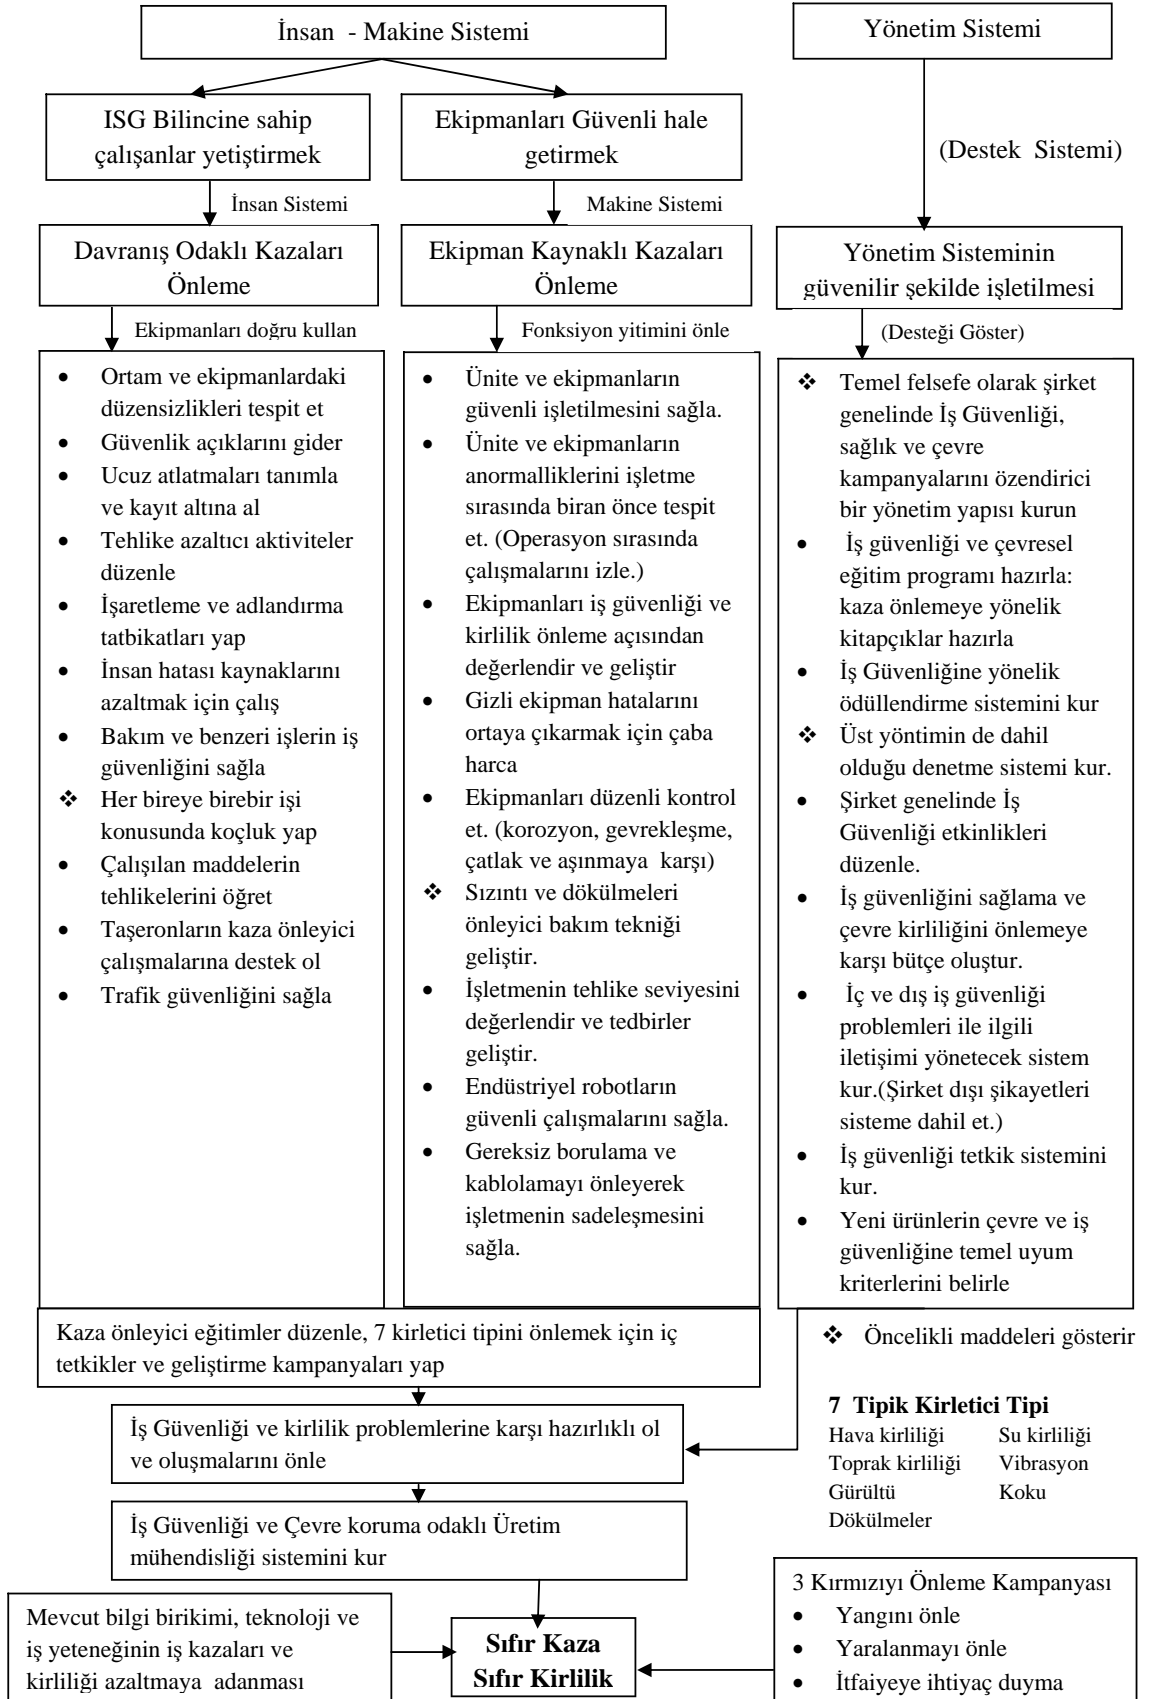 İnsan - Makine Sistemi
Yönetim Sistemi
ISG Bilincine sahip
çalışanlar yetiştirmek
Ekipmanları Güvenli hale
getirmek
(Destek Sistemi)
İnsan Sistemi
Makine Sistemi
Davranış Odaklı Kazaları
Önleme
Ekipman Kaynaklı Kazaları
Önleme
Yönetim Sisteminin
güvenilir şekilde işletilmesi
Ekipmanları doğru kullan
Fonksiyon yitimini önle
(Desteği Göster)
• Ortam ve ekipmanlardaki
düzensizlikleri tespit et
• Güvenlik açıklarını gider
• Ucuz atlatmaları tanımla
ve kayıt altına al
• Tehlike azaltıcı aktiviteler
düzenle
• İşaretleme ve adlandırma
tatbikatları yap
• İnsan hatası kaynaklarını
azaltmak için çalış
• Bakım ve benzeri işlerin iş
güvenliğini sağla
❖ Her bireye birebir işi
konusunda koçluk yap
• Çalışılan maddelerin
tehlikelerini öğret
• Taşeronların kaza önleyici
çalışmalarına destek ol
• Trafik güvenliğini sağla
• Ünite ve ekipmanların
güvenli işletilmesini sağla.
• Ünite ve ekipmanların
anormalliklerini işletme
sırasında biran önce tespit
et. (Operasyon sırasında
çalışmalarını izle.)
• Ekipmanları iş güvenliği ve
kirlilik önleme açısından
değerlendir ve geliştir
• Gizli ekipman hatalarını
ortaya çıkarmak için çaba
harca
• Ekipmanları düzenli kontrol
et. (korozyon, gevrekleşme,
çatlak ve aşınmaya karşı)
❖ Sızıntı ve dökülmeleri
önleyici bakım tekniği
geliştir.
• İşletmenin tehlike seviyesini
değerlendir ve tedbirler
geliştir.
• Endüstriyel robotların
güvenli çalışmalarını sağla.
• Gereksiz borulama ve
kablolamayı önleyerek
işletmenin sadeleşmesini
sağla.
❖ Temel felsefe olarak şirket
genelinde İş Güvenliği,
sağlık ve çevre
kampanyalarını özendirici
bir yönetim yapısı kurun
• İş güvenliği ve çevresel
eğitim programı hazırla:
kaza önlemeye yönelik
kitapçıklar hazırla
• İş Güvenliğine yönelik
ödüllendirme sistemini kur
❖ Üst yöntimin de dahil
olduğu denetme sistemi kur.
• Şirket genelinde İş
Güvenliği etkinlikleri
düzenle.
• İş güvenliğini sağlama ve
çevre kirliliğini önlemeye
karşı bütçe oluştur.
• İç ve dış iş güvenliği
problemleri ile ilgili
iletişimi yönetecek sistem
kur.(Şirket dışı şikayetleri
sisteme dahil et.)
• İş güvenliği tetkik sistemini
kur.
• Yeni ürünlerin çevre ve iş
güvenliğine temel uyum
kriterlerini belirle
Kaza önleyici eğitimler düzenle, 7 kirletici tipini önlemek için iç
tetkikler ve geliştirme kampanyaları yap
❖ Öncelikli maddeleri gösterir
İş Güvenliği ve kirlilik problemlerine karşı hazırlıklı ol
ve oluşmalarını önle
7 Tipik Kirletici Tipi
Hava kirliliği Su kirliliği
Toprak kirliliği Vibrasyon
Gürültü Koku
Dökülmeler
İş Güvenliği ve Çevre koruma odaklı Üretim
mühendisliği sistemini kur
Mevcut bilgi birikimi, teknoloji ve
iş yeteneğinin iş kazaları ve
kirliliği azaltmaya adanması
Sıfır Kaza
Sıfır Kirlilik
3 Kırmızıyı Önleme Kampanyası
• Yangını önle
• Yaralanmayı önle
• İtfaiyeye ihtiyaç duyma